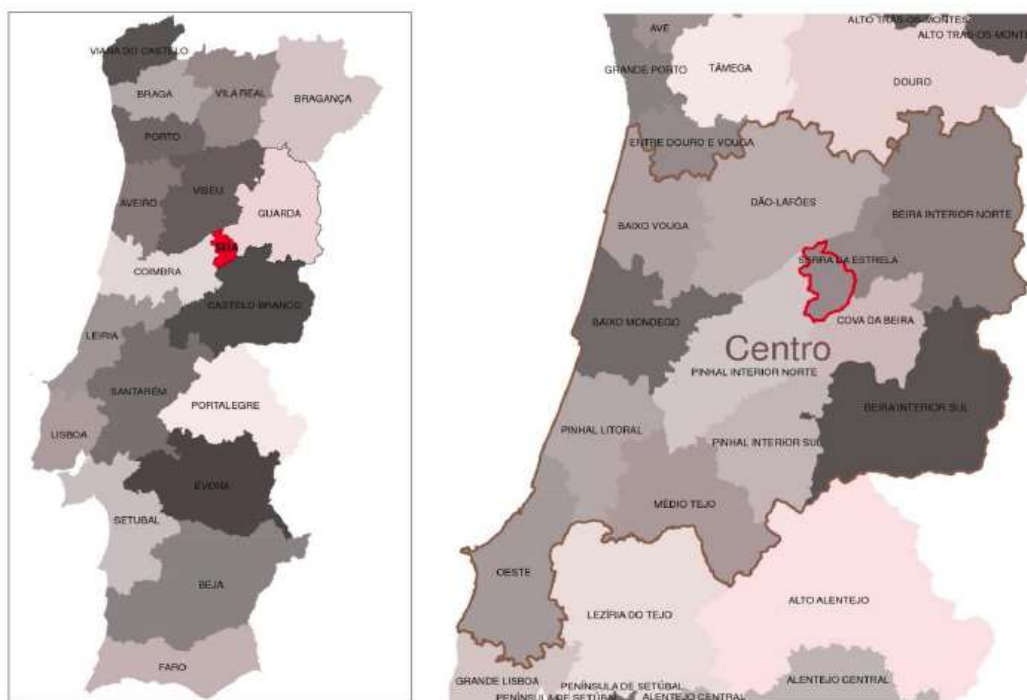 VIANA DO CASTELO
BRAGA
VILA REAL
BRAGANÇA
PORTO
AVEIRO
VISEU
GUARDA
SEIA
COIMBRA
CASTELO BRANCO
LEIRIA
SANTARÉM
PORTALEGRE
LISBOA
ÉVORA
SETUBAL
BEJA
FARO
AVE
ALTO TRÁS-OS-MONTES
ALTO TRÁS-OS-MONT
GRANDE PORTO
TÂMEGA
DOURO
ENTRE DOURO E VOUGA
DÃO-LAFÕES
BAIXO VOUGA
BEIRA INTERIOR NORTE
SERRA DA ESTRELA
BAIXO MONDEGO
COVA DA BEIRA
Centro
PINHAL INTERIOR NORTE
BEIRA INTERIOR SUL
PINHAL LITORAL
PINHAL INTERIOR SUL
MÉDIO TEJO
OESTE
LEZÍRIA DO TEJO
ALTO ALENTEJO
GRANDE LISBOA
PENÍNSULA DE SETÚBAL
PENÍNSULA DE SETÚBAL
ALENTEJO CENTRAL
ALENTEJO CENTRAL